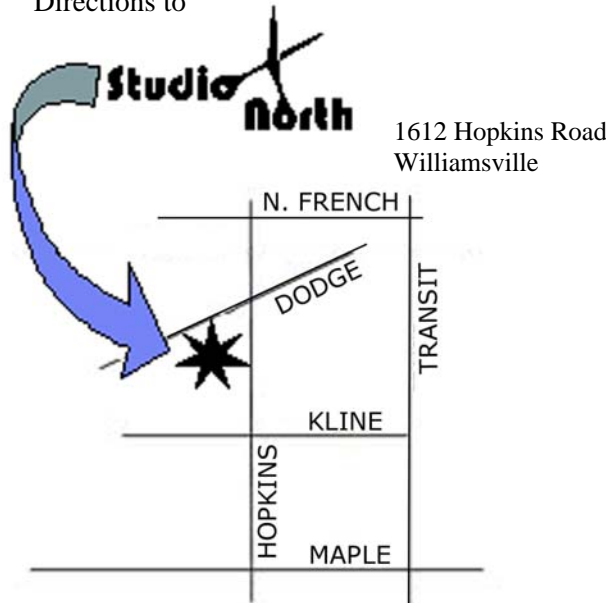 Directions to
Studio
North
1612 Hopkins Road
Williamsville
N. FRENCH
DODGE
TRANSIT
KLINE
HOPKINS
MAPLE